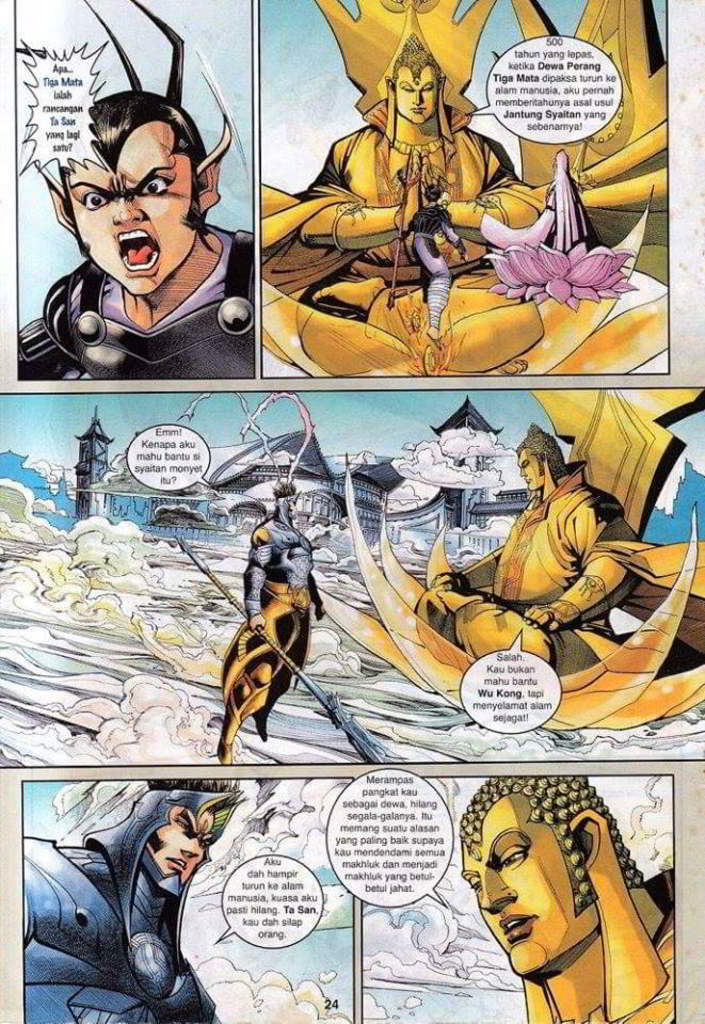 Apa...
Tiga Mata
ialah
rancangan
Ta San
yang lagi
satu?
500
tahun yang lepas,
ketika Dewa Perang
Tiga Mata dipaksa turun ke
alam manusia, aku pernah
memberitahunya asal usul
Jantung Syaitan yang
sebenarnya!
Emm!
Kenapa aku
mahu bantu si
syaitan monyet
itu?
Salah.
Kau bukan
mahu bantu
Wu Kong, tapi
menyelamat alam
sejagat!
Aku
dah hampir
turun ke alam
manusia, kuasa aku
pasti hilang. Ta San,
kau dah silap
orang.
Merampas
pangkat kau
sebagai dewa, hilang
segala-galanya. Itu
memang suatu alasan
yang paling baik supaya
kau mendendami semua
makhluk dan menjadi
makhluk yang betul-
betul jahat.
24